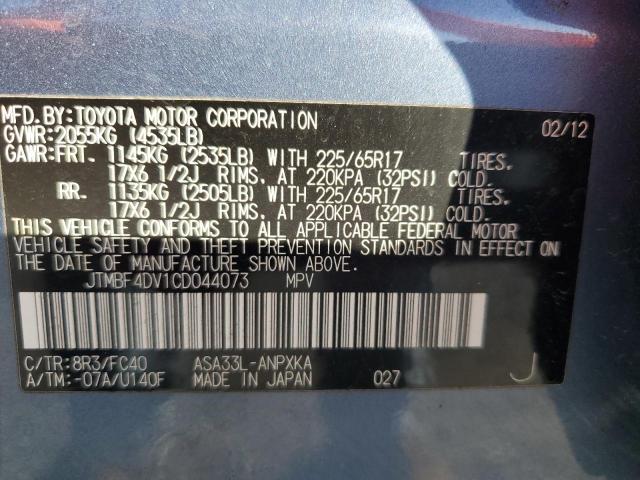 MFD.BY:TOYOTA MOTOR CORPORATION 02/12
GVWR:2055KG (4535LB)
GAWR:FRT. 1145KG (2535LB) WITH 225/65R17 TIRES.
17X6 1/2J RIMS. AT 220KPA (32PSI) COLD.
RR. 1135KG (2505LB) WITH 225/65R17 TIRES.
17X6 1/2J RIMS. AT 220KPA (32PSI) COLD.
THIS VEHICLE CONFORMS TO ALL APPLICABLE FEDERAL MOTOR
VEHICLE SAFETY AND THEFT PREVENTION STANDARDS IN EFFECT ON
THE DATE OF MANUFACTURE SHOWN ABOVE.
JTMBF4DV1CD044073 MPV
C/TR:8R3/FC40 ASA33L-ANPXKA
A/TM:-07A/U140F MADE IN JAPAN 027 J